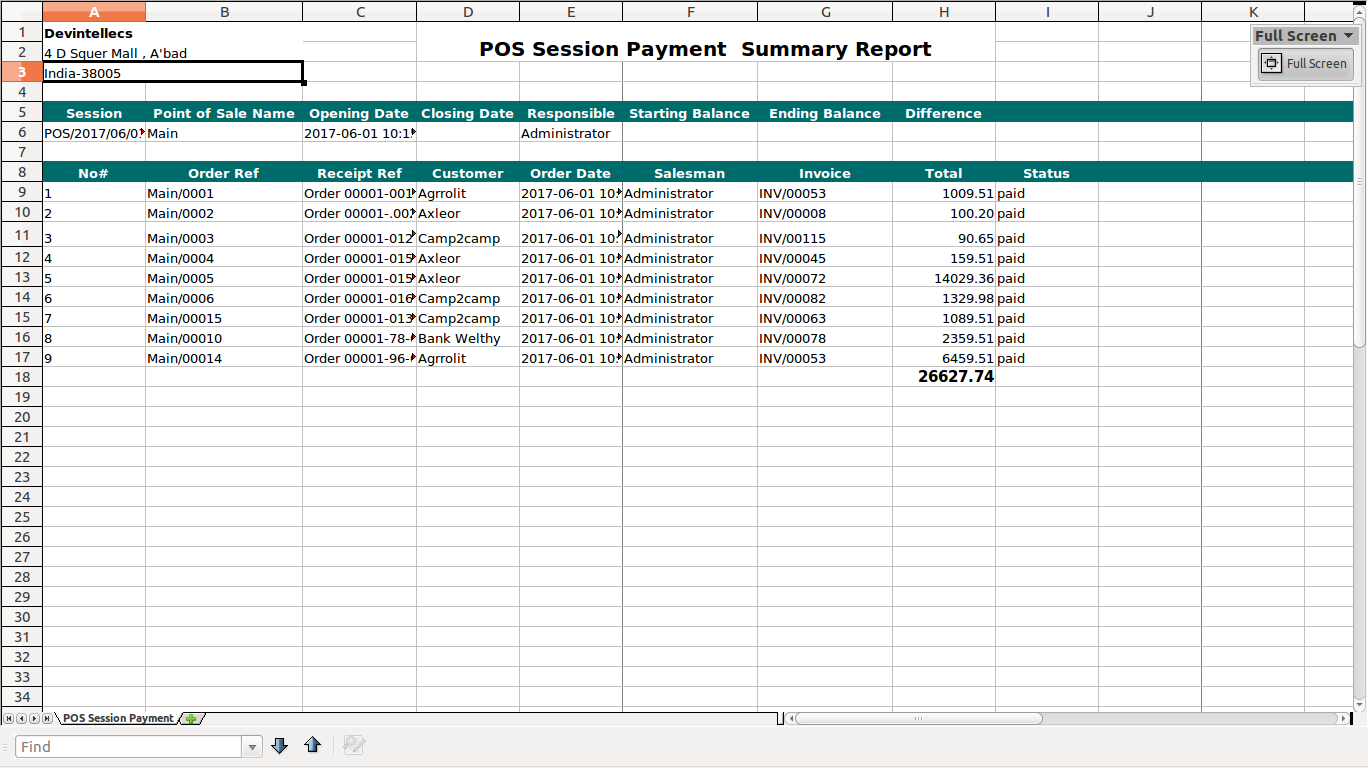 A B C D E F G H I J K
1 Devintellecs
2 4 D Squer Mall , A'bad POS Session Payment Summary Report
3 India-38005
Full Screen
Full Screen
4
5 Session Point of Sale Name Opening Date Closing Date Responsible Starting Balance Ending Balance Difference
6 POS/2017/06/01 Main 2017-06-01 10:1 Administrator
7
8 No# Order Ref Receipt Ref Customer Order Date Salesman Invoice Total Status
9 1 Main/0001 Order 00001-001 Agrrolit 2017-06-01 10: Administrator INV/00053 1009.51 paid
10 2 Main/0002 Order 00001-.00 Axleor 2017-06-01 10: Administrator INV/00008 100.20 paid
11 3 Main/0003 Order 00001-012 Camp2camp 2017-06-01 10: Administrator INV/00115 90.65 paid
12 4 Main/0004 Order 00001-015 Axleor 2017-06-01 10: Administrator INV/00045 159.51 paid
13 5 Main/0005 Order 00001-015 Axleor 2017-06-01 10: Administrator INV/00072 14029.36 paid
14 6 Main/0006 Order 00001-016 Camp2camp 2017-06-01 10: Administrator INV/00082 1329.98 paid
15 7 Main/00015 Order 00001-013 Camp2camp 2017-06-01 10: Administrator INV/00063 1089.51 paid
16 8 Main/00010 Order 00001-78- Bank Welthy 2017-06-01 10: Administrator INV/00078 2359.51 paid
17 9 Main/00014 Order 00001-96- Agrrolit 2017-06-01 10: Administrator INV/00053 6459.51 paid
18 26627.74
19
20
21
22
23
24
25
26
27
28
29
30
31
32
33
34
POS Session Payment
Find